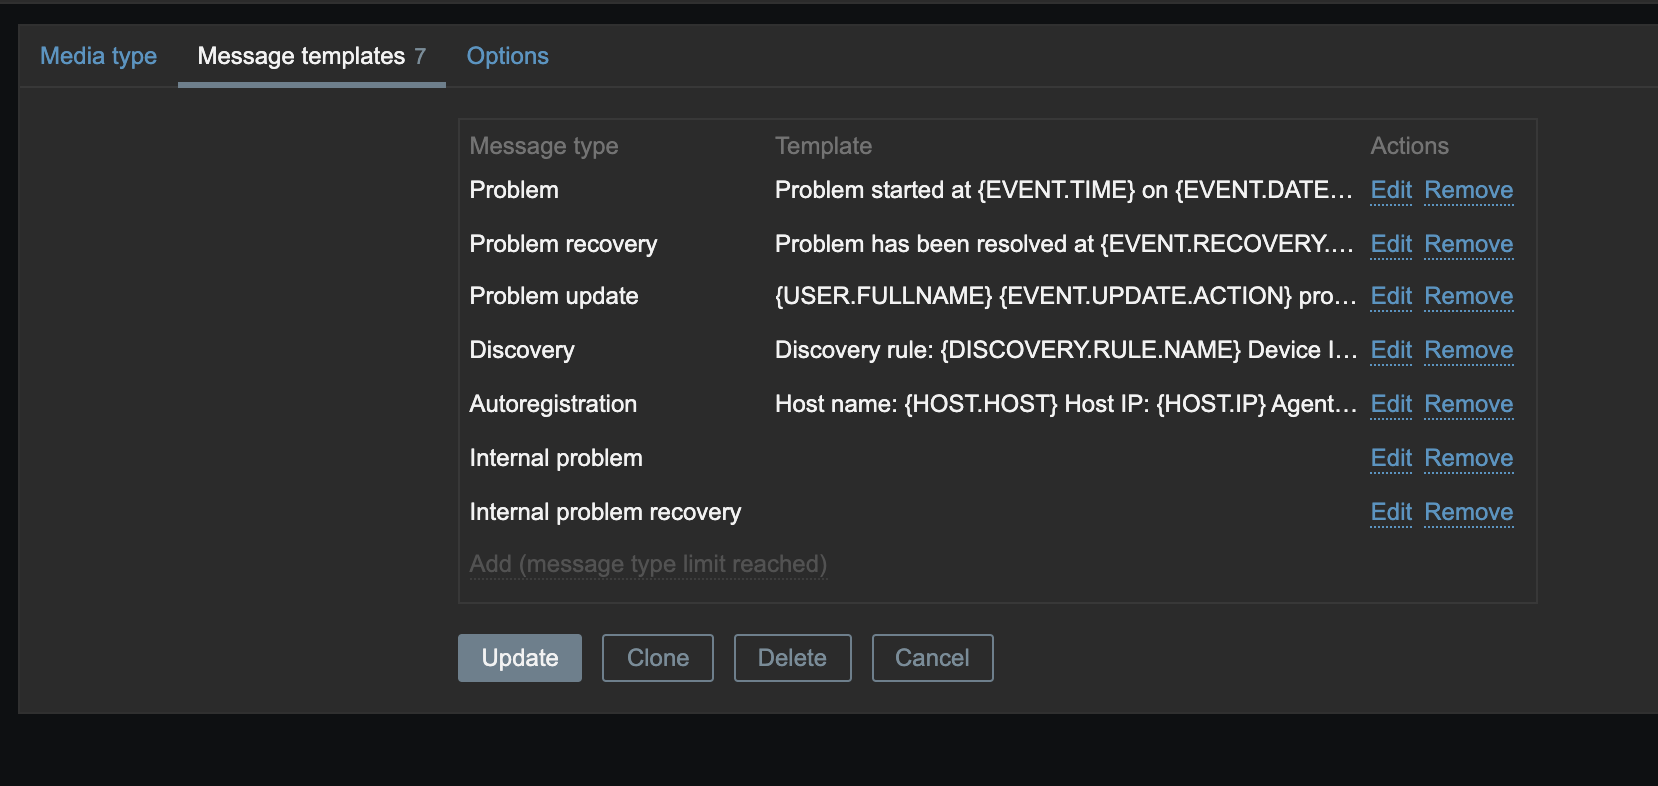 Media type Message templates 7 Options
Message type Template Actions
Problem Problem started at {EVENT.TIME} on {EVENT.DATE... Edit Remove
Problem recovery Problem has been resolved at {EVENT.RECOVERY.... Edit Remove
Problem update {USER.FULLNAME} {EVENT.UPDATE.ACTION} pro... Edit Remove
Discovery Discovery rule: {DISCOVERY.RULE.NAME} Device I... Edit Remove
Autoregistration Host name: {HOST.HOST} Host IP: {HOST.IP} Agent... Edit Remove
Internal problem Edit Remove
Internal problem recovery Edit Remove
Add (message type limit reached)
Update Clone Delete Cancel